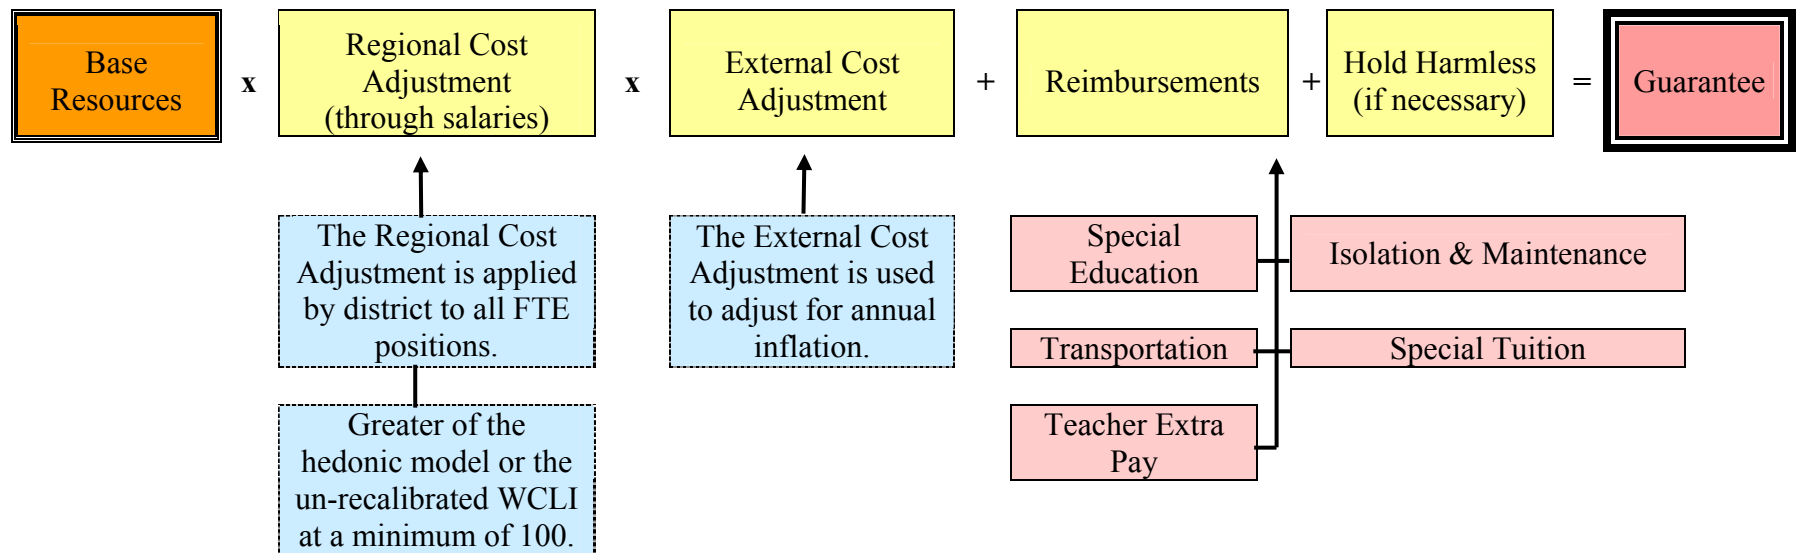 Base
Resources
x
Regional Cost
Adjustment
(through salaries)
x
External Cost
Adjustment
+
Reimbursements
+
Hold Harmless
(if necessary)
=
Guarantee
The Regional Cost
Adjustment is applied
by district to all FTE
positions.
The External Cost
Adjustment is used
to adjust for annual
inflation.
Special
Education
Isolation & Maintenance
Transportation
Special Tuition
Teacher Extra
Pay
Greater of the
hedonic model or the
un-recalibrated WCLI
at a minimum of 100.